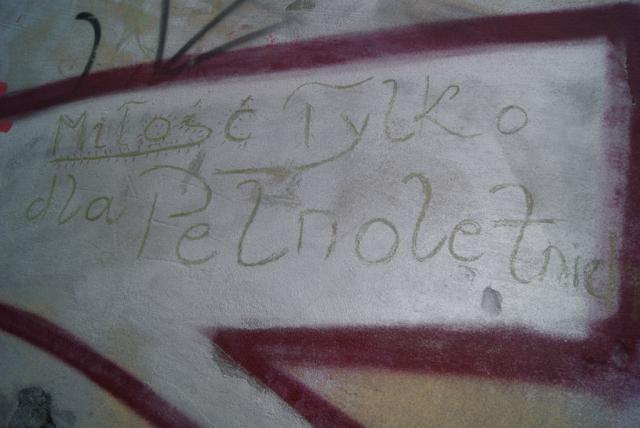 Miłość Tylko
dla Pełnoletnich